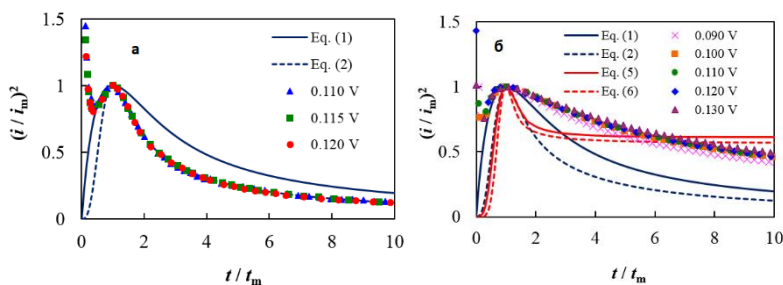 а
Eq. (1)
Eq. (2)
0.110 V
0.115 V
0.120 V
(i / iₘ)²
1.5
1
0.5
0
0 2 4 6 8 10
t / tₘ
б
Eq. (1)
Eq. (2)
Eq. (5)
Eq. (6)
0.090 V
0.100 V
0.110 V
0.120 V
0.130 V
(i / iₘ)²
1.5
1
0.5
0
0 2 4 6 8 10
t / tₘ